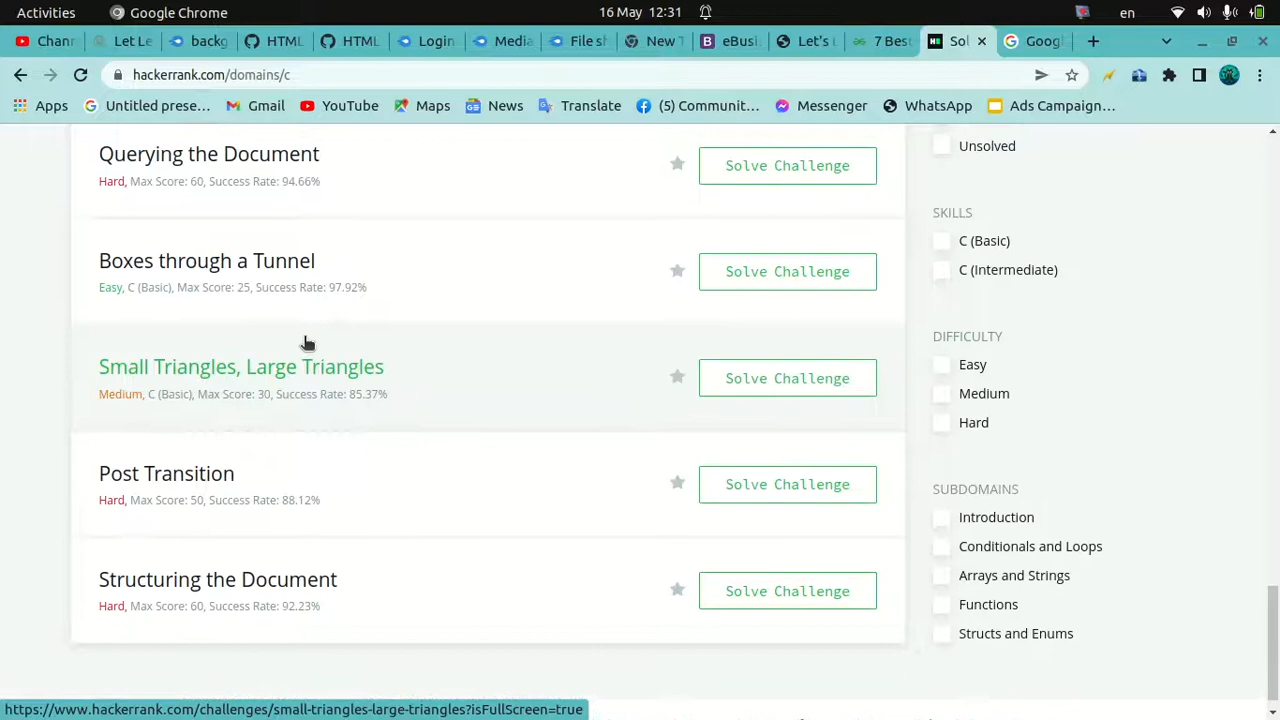 Activities Google Chrome 16 May 12:31 en
Chann Let Le backg HTML HTML Login Media File sh New T eBusi Let's 7 Best Sol Googl
hackerrank.com/domains/c
Apps Untitled prese... Gmail YouTube Maps News Translate (5) Communit... Messenger WhatsApp Ads Campaign...
Querying the Document
Hard, Max Score: 60, Success Rate: 94.66%
Solve Challenge
Boxes through a Tunnel
Easy, C (Basic), Max Score: 25, Success Rate: 97.92%
Solve Challenge
Small Triangles, Large Triangles
Medium, C (Basic), Max Score: 30, Success Rate: 85.37%
Solve Challenge
Post Transition
Hard, Max Score: 50, Success Rate: 88.12%
Solve Challenge
Structuring the Document
Hard, Max Score: 60, Success Rate: 92.23%
Solve Challenge
Unsolved
SKILLS
C (Basic)
C (Intermediate)
DIFFICULTY
Easy
Medium
Hard
SUBDOMAINS
Introduction
Conditionals and Loops
Arrays and Strings
Functions
Structs and Enums
https://www.hackerrank.com/challenges/small-triangles-large-triangles?isFullScreen=true